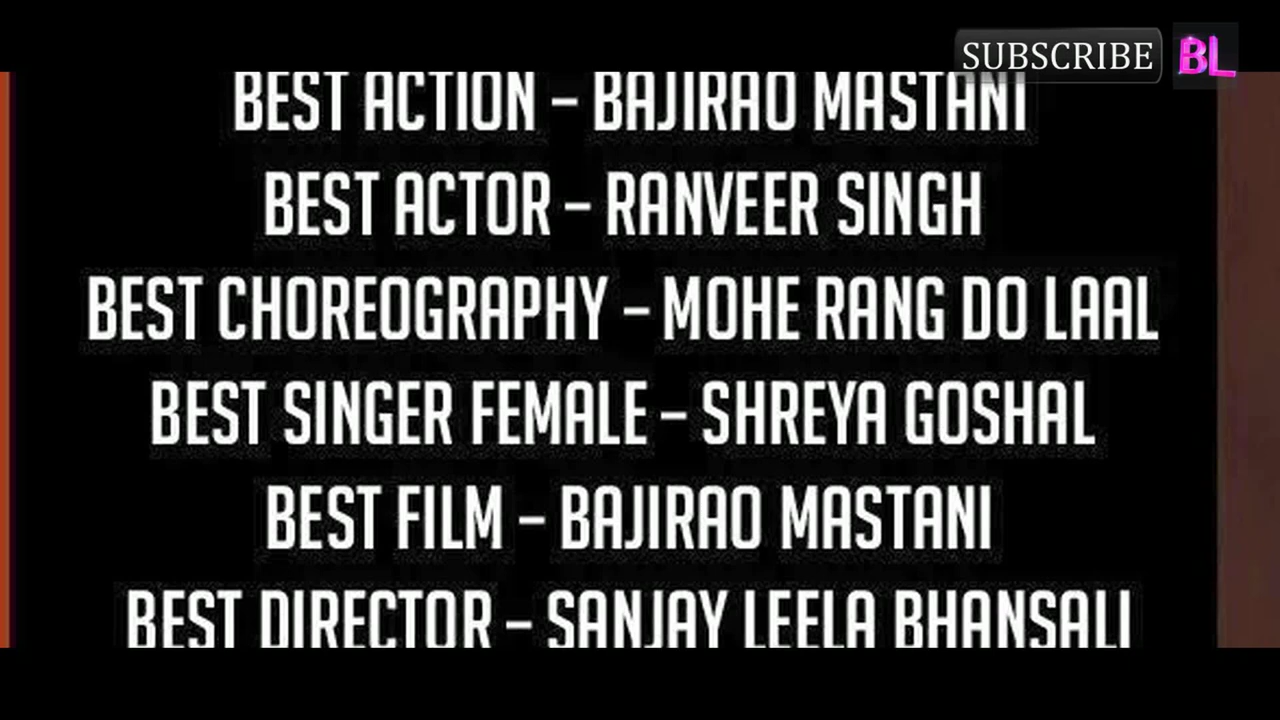 SUBSCRIBE BL
BEST ACTION – BAJIRAO MASTANI
BEST ACTOR – RANVEER SINGH
BEST CHOREOGRAPHY – MOHE RANG DO LAAL
BEST SINGER FEMALE – SHREYA GOSHAL
BEST FILM – BAJIRAO MASTANI
BEST DIRECTOR – SANJAY LEELA BHANSALI